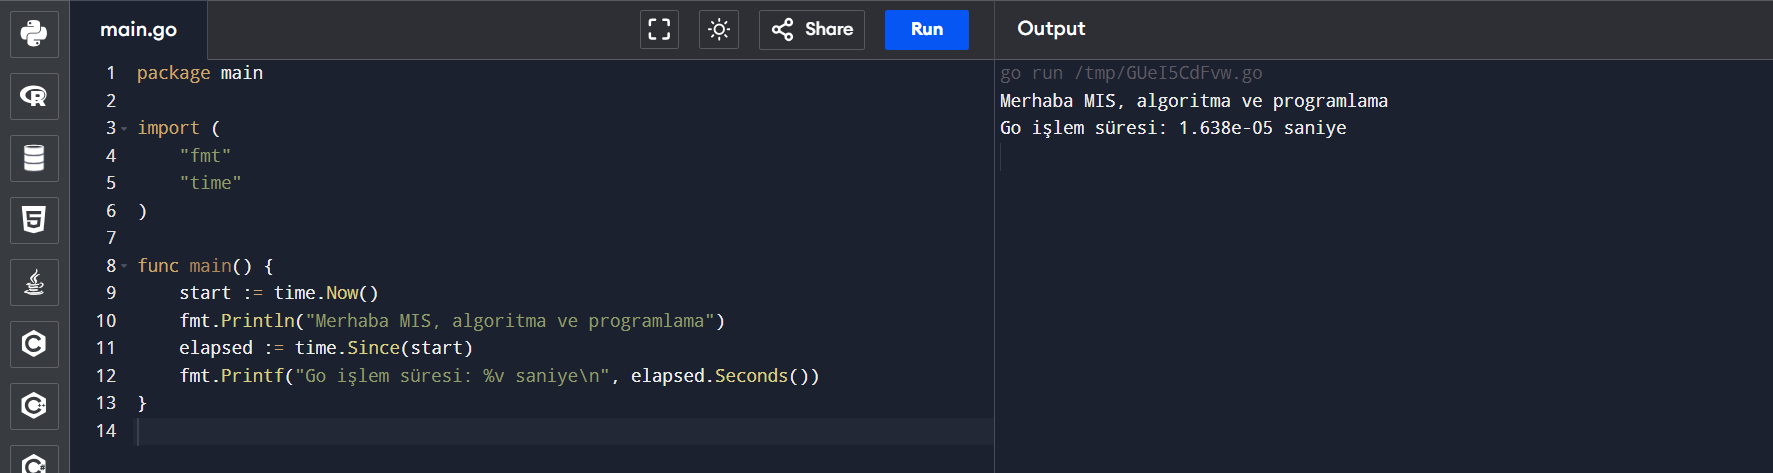 main.go
Share
Run
Output
1 package main
2
3 import (
4     "fmt"
5     "time"
6 )
7
8 func main() {
9     start := time.Now()
10     fmt.Println("Merhaba MIS, algoritma ve programlama")
11     elapsed := time.Since(start)
12     fmt.Printf("Go işlem süresi: %v saniye\n", elapsed.Seconds())
13 }
14
go run /tmp/GUeI5CdFvw.go
Merhaba MIS, algoritma ve programlama
Go işlem süresi: 1.638e-05 saniye